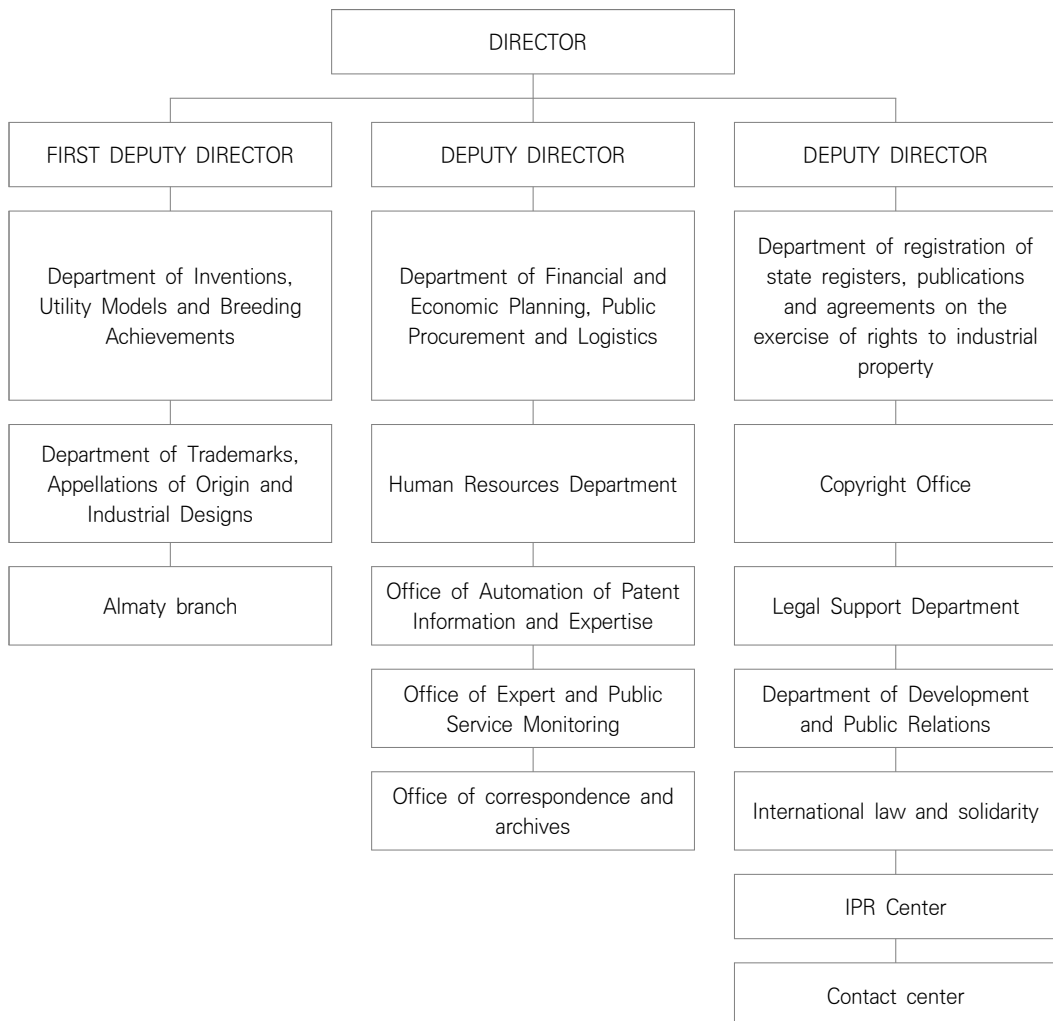 DIRECTOR
FIRST DEPUTY DIRECTOR
DEPUTY DIRECTOR
DEPUTY DIRECTOR
Department of Inventions,
Utility Models and Breeding
Achievements
Department of Financial and
Economic Planning, Public
Procurement and Logistics
Department of registration of
state registers, publications
and agreements on the
exercise of rights to industrial
property
Department of Trademarks,
Appellations of Origin and
Industrial Designs
Human Resources Department
Copyright Office
Almaty branch
Office of Automation of Patent
Information and Expertise
Legal Support Department
Office of Expert and Public
Service Monitoring
Department of Development
and Public Relations
Office of correspondence and
archives
International law and solidarity
IPR Center
Contact center